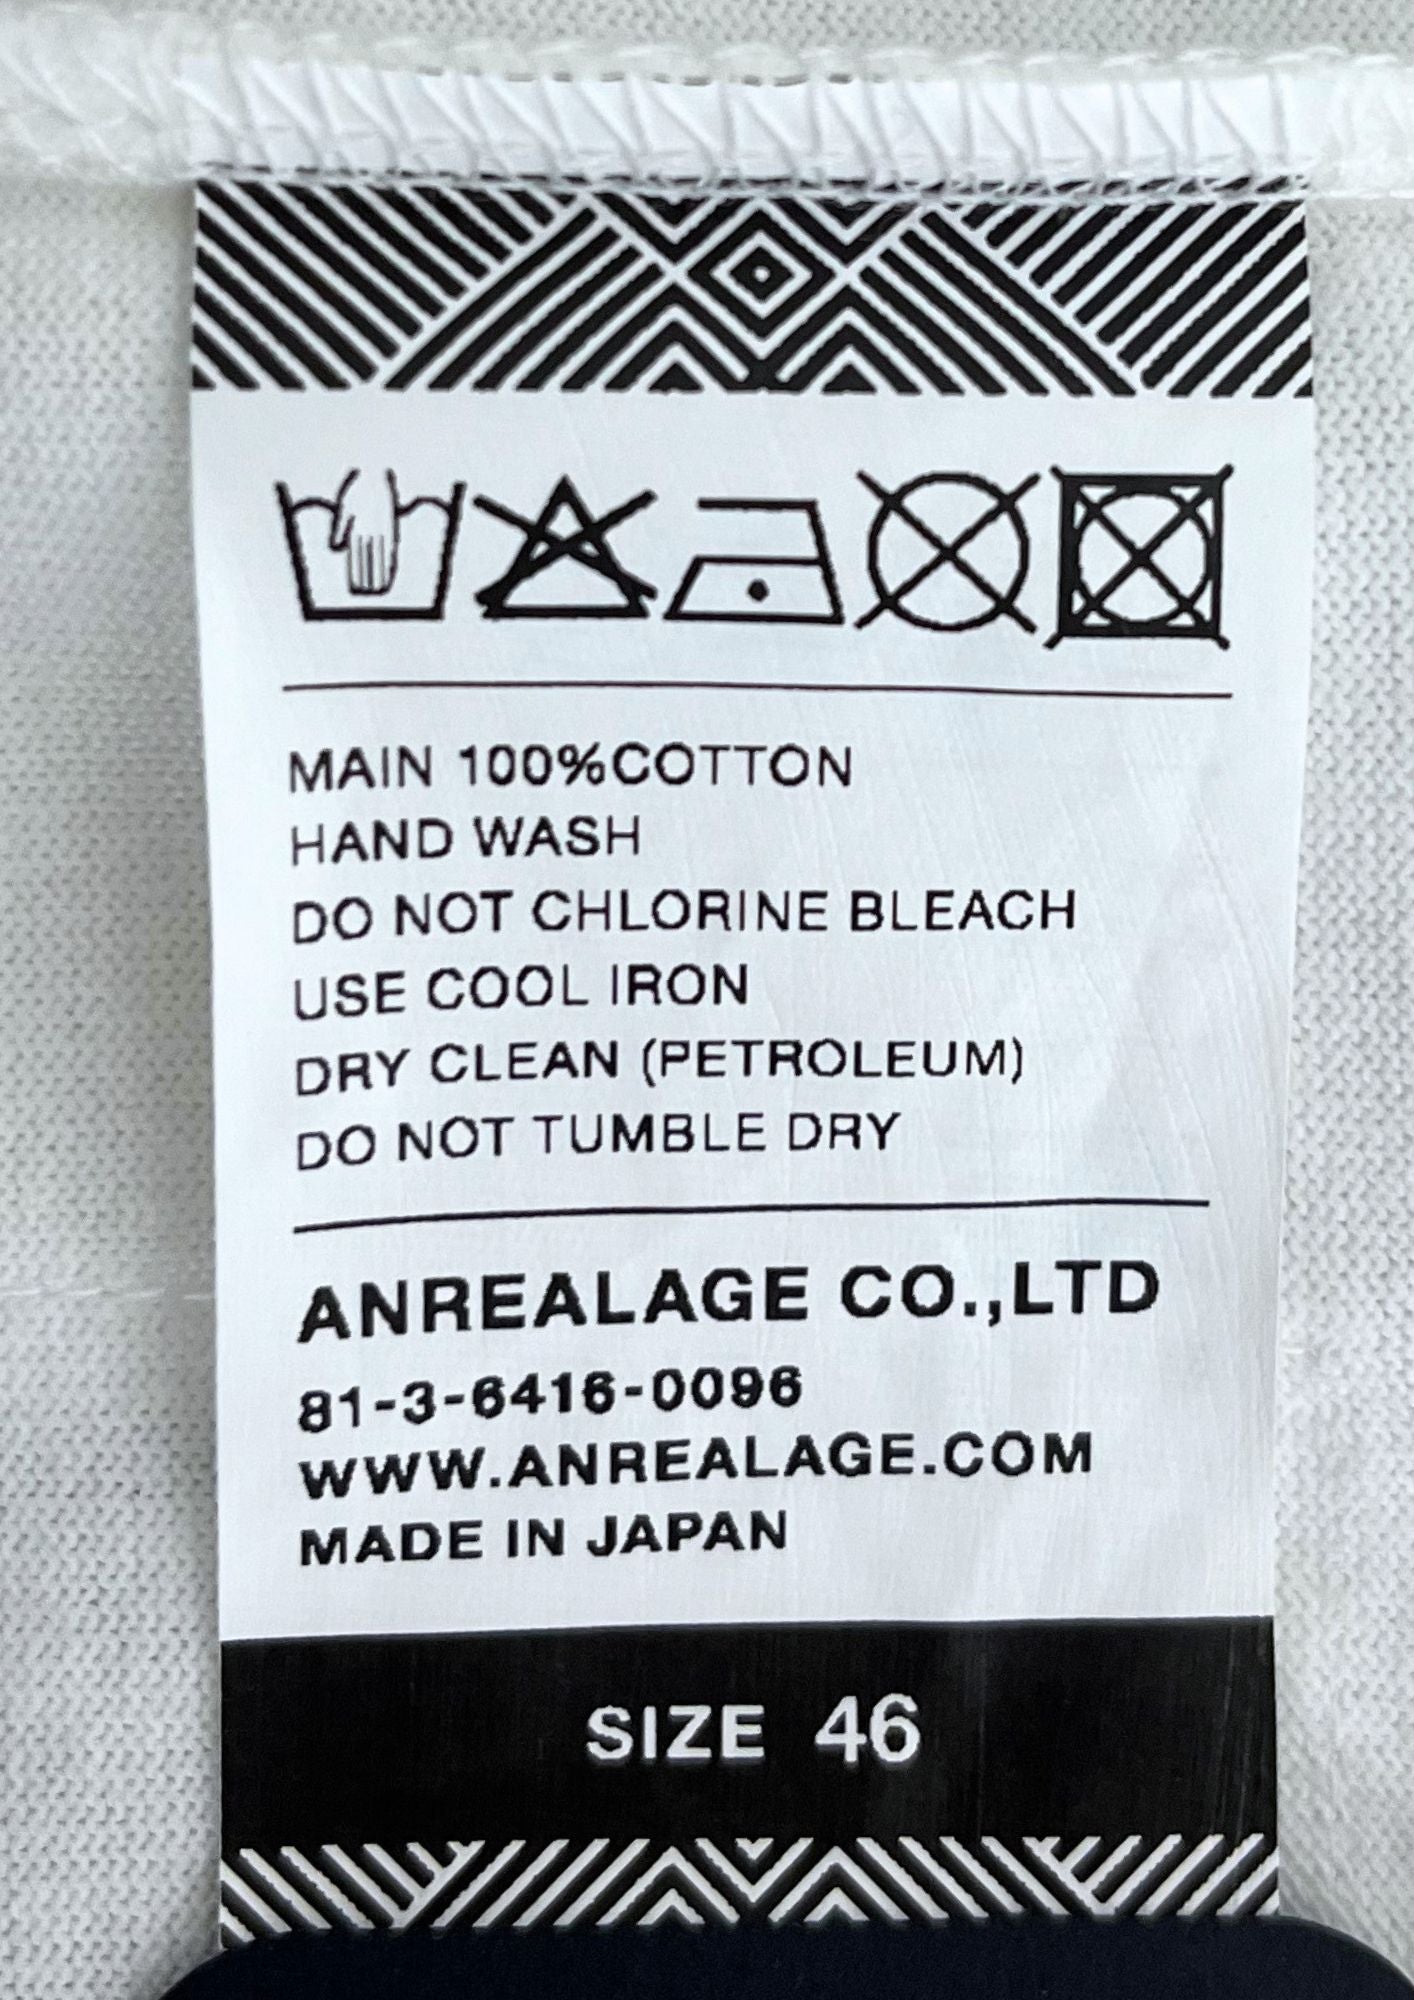 MAIN 100%COTTON
HAND WASH
DO NOT CHLORINE BLEACH
USE COOL IRON
DRY CLEAN (PETROLEUM)
DO NOT TUMBLE DRY
ANREALAGE CO.,LTD
81-3-6416-0096
WWW.ANREALAGE.COM
MADE IN JAPAN
SIZE 46